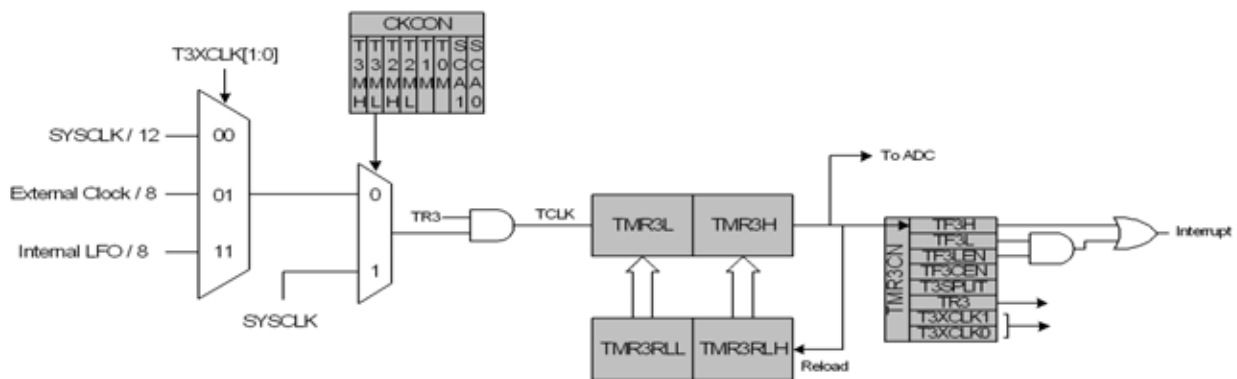 CKCON
T3MH T3ML T2MH T2ML T1M T0M SCA1 SCA0
T3XCLK[1:0]
SYSCLK / 12
00
External Clock / 8
01
Internal LFO / 8
11
0
1
SYSCLK
TR3
TCLK
To ADC
TMR3L TMR3H
TMR3RLL TMR3RLH
Reload
TMR3CN
TF3H
TF3L
TF3LEN
TF3CEN
T3SPLIT
TR3
T3XCLK1
T3XCLK0
Interrupt